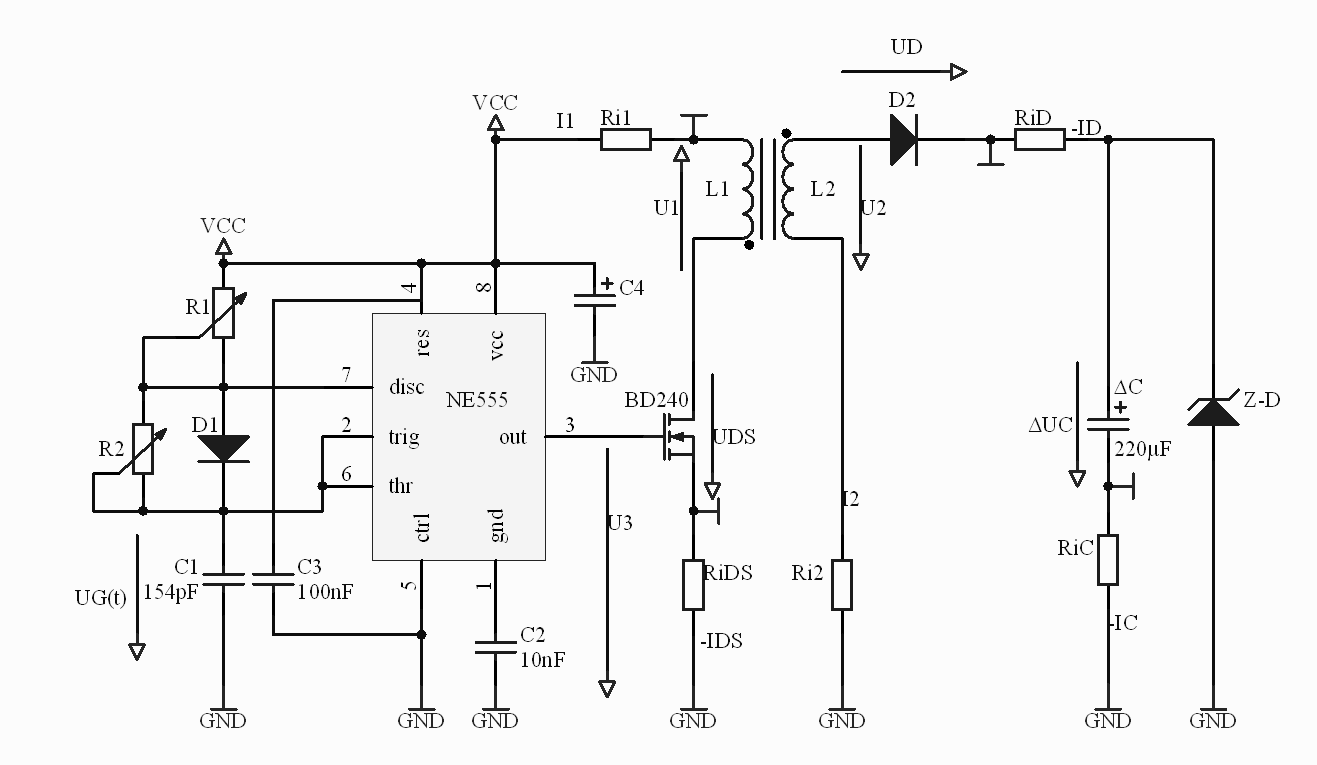 UD
VCC
I1
Ri1
D2
RiD
-ID
U1
L1
L2
U2
VCC
R1
4
8
C4
res
vcc
GND
7
disc
NE555
BD240
ΔC
Z-D
D1
R2
2
trig
out
3
UDS
ΔUC
220µF
6
thr
I2
U3
ctrl
gnd
C1
154pF
C3
100nF
5
1
RiDS
Ri2
RiC
UG(t)
C2
10nF
-IDS
-IC
GND
GND
GND
GND
GND
GND
GND